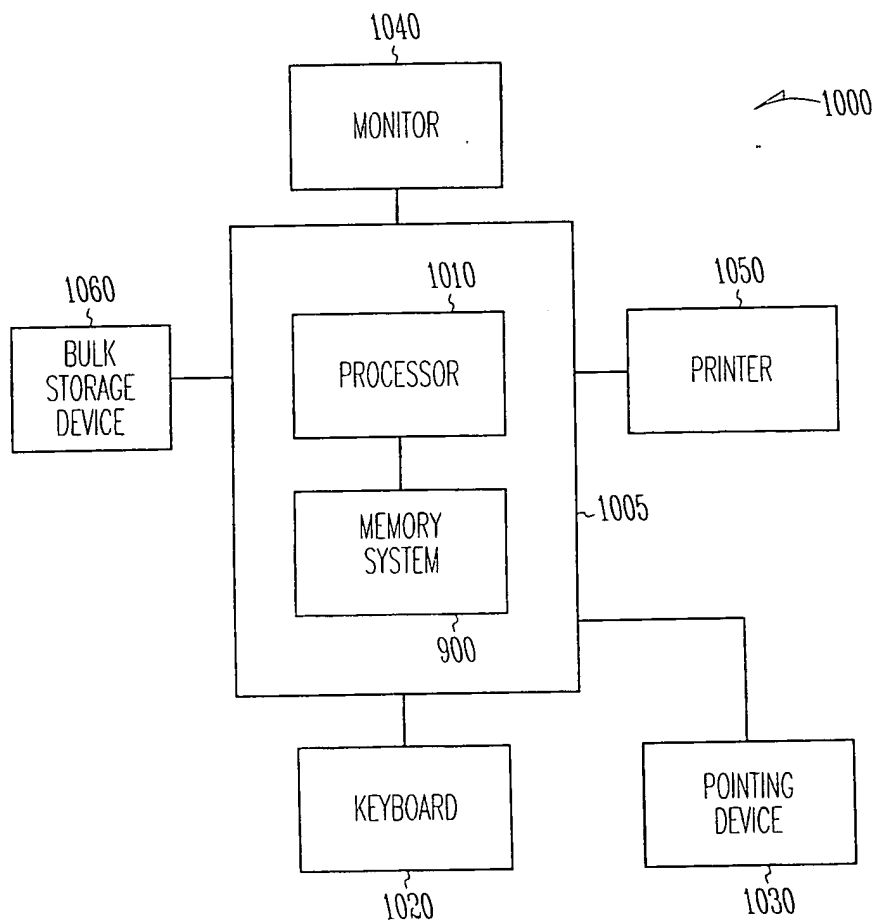 1040
MONITOR
1000
1060
BULK
STORAGE
DEVICE
1010
PROCESSOR
1050
PRINTER
MEMORY
SYSTEM
900
1005
KEYBOARD
1020
POINTING
DEVICE
1030